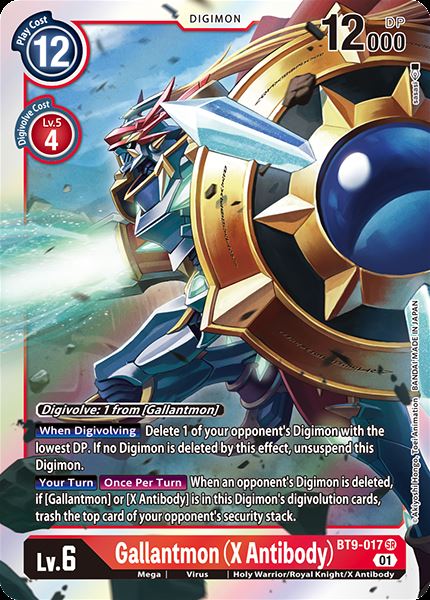 Play Cost
DIGIMON
DP
12
12000
Digivolve Cost
Lv.5
4
©Akiyoshi Hongo, Toei Animation BANDAI MADE IN JAPAN
Digivolve: 1 from [Gallantmon]
When Digivolving Delete 1 of your opponent's Digimon with the
lowest DP. If no Digimon is deleted by this effect, unsuspend this
Digimon.
Your Turn Once Per Turn When an opponent's Digimon is deleted,
if [Gallantmon] or [X Antibody] is in this Digimon's digivolution cards,
trash the top card of your opponent's security stack.
Lv.6 Gallantmon (X Antibody) BT9-017 SR
01
Mega | Virus | Holy Warrior/Royal Knight/X Antibody